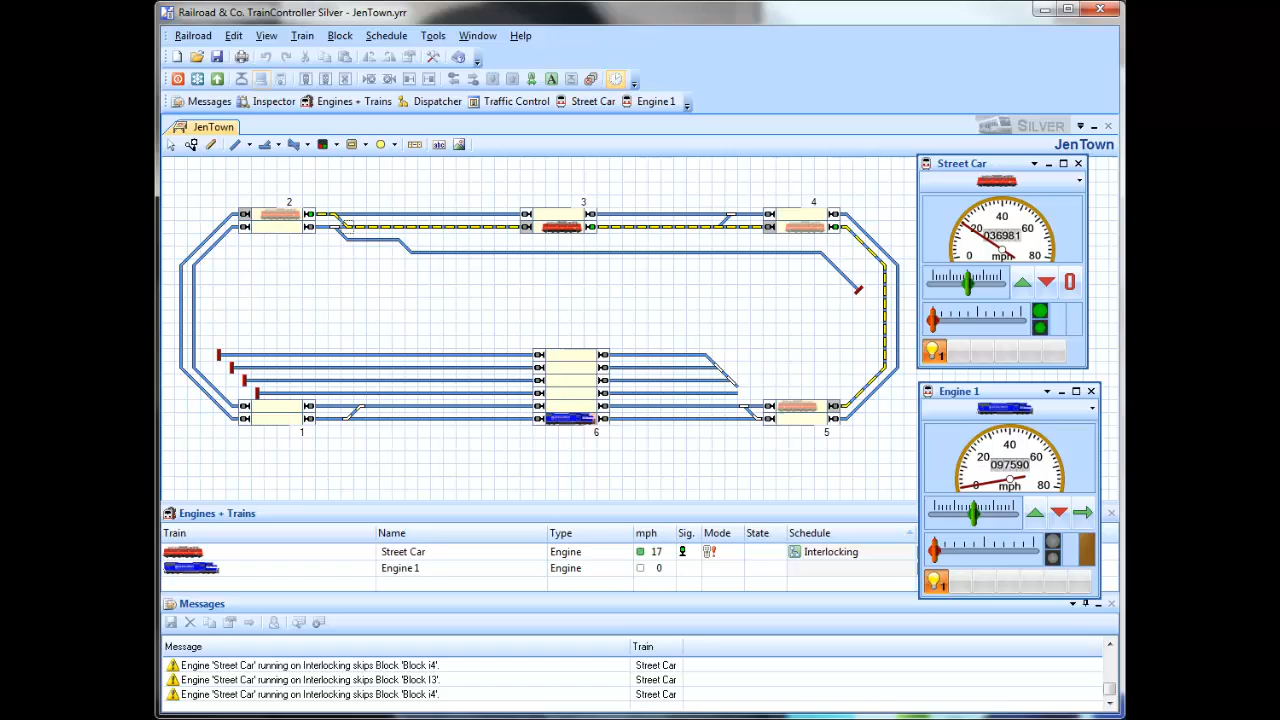 Railroad & Co. TrainController Silver - JenTown.yrr
Railroad Edit View Train Block Schedule Tools Window Help
Messages Inspector Engines + Trains Dispatcher Traffic Control Street Car Engine 1
JenTown SILVER
abc JenTown
Street Car
2 3 4
20 40 60
036981
0 mph 80
1
Engine 1
20 40 60
097590
0 mph 80
1 6 5
1
Engines + Trains
Train Name Type mph Sig. Mode State Schedule
Street Car Engine 17 Interlocking
Engine 1 Engine 0
Messages
Message Train
Engine 'Street Car' running on Interlocking skips Block 'Block i4'. Street Car
Engine 'Street Car' running on Interlocking skips Block 'Block I3'. Street Car
Engine 'Street Car' running on Interlocking skips Block 'Block i4'. Street Car